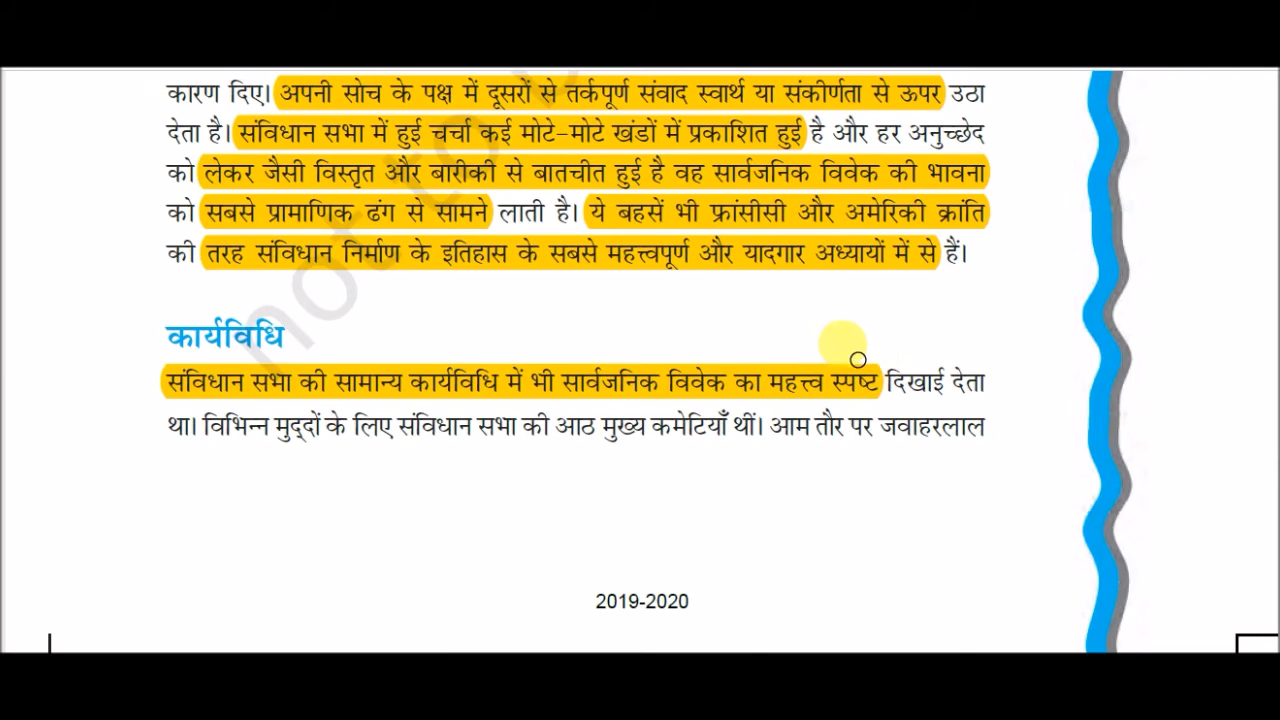 कारण दिए। अपनी सोच के पक्ष में दूसरों से तर्कपूर्ण संवाद स्वार्थ या संकीर्णता से ऊपर उठा
देता है। संविधान सभा में हुई चर्चा कई मोटे-मोटे खंडों में प्रकाशित हुई है और हर अनुच्छेद
को लेकर जैसी विस्तृत और बारीकी से बातचीत हुई है वह सार्वजनिक विवेक की भावना
को सबसे प्रामाणिक ढंग से सामने लाती है। ये बहसें भी फ्रांसीसी और अमेरिकी क्रांति
की तरह संविधान निर्माण के इतिहास के सबसे महत्त्वपूर्ण और यादगार अध्यायों में से हैं।
कार्यविधि
संविधान सभा की सामान्य कार्यविधि में भी सार्वजनिक विवेक का महत्त्व स्पष्ट दिखाई देता
था। विभिन्न मुद्दों के लिए संविधान सभा की आठ मुख्य कमेटियाँ थीं। आम तौर पर जवाहरलाल
2019-2020
not to